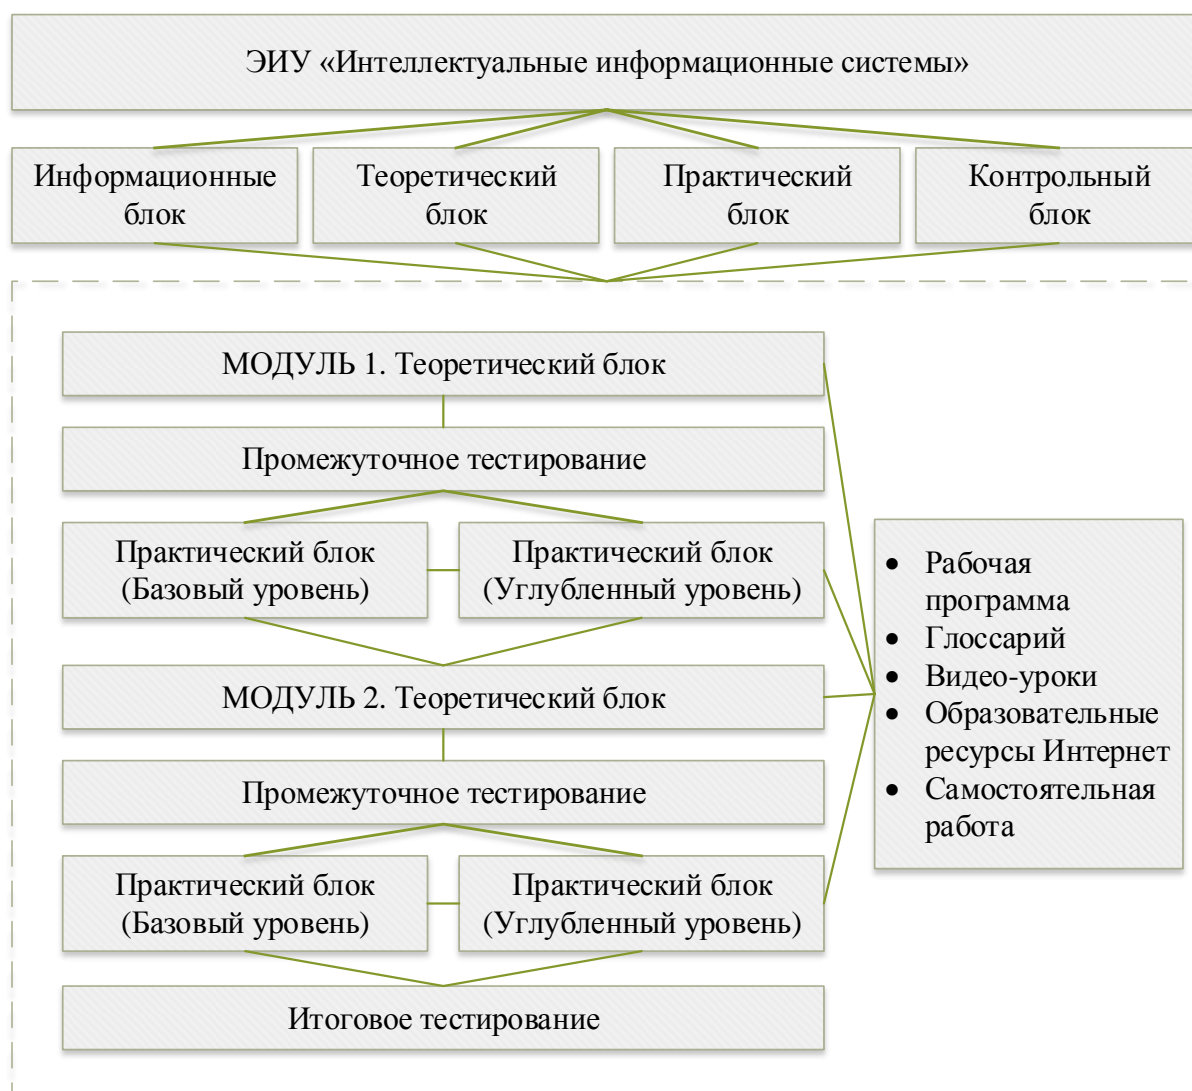 ЭИУ «Интеллектуальные информационные системы»
Информационные
блок
Теоретический
блок
Практический
блок
Контрольный
блок
МОДУЛЬ 1. Теоретический блок
Промежуточное тестирование
Практический блок
(Базовый уровень)
Практический блок
(Углубленный уровень)
МОДУЛЬ 2. Теоретический блок
Промежуточное тестирование
Практический блок
(Базовый уровень)
Практический блок
(Углубленный уровень)
Итоговое тестирование
• Рабочая
программа
• Глоссарий
• Видео-уроки
• Образовательные
ресурсы Интернет
• Самостоятельная
работа